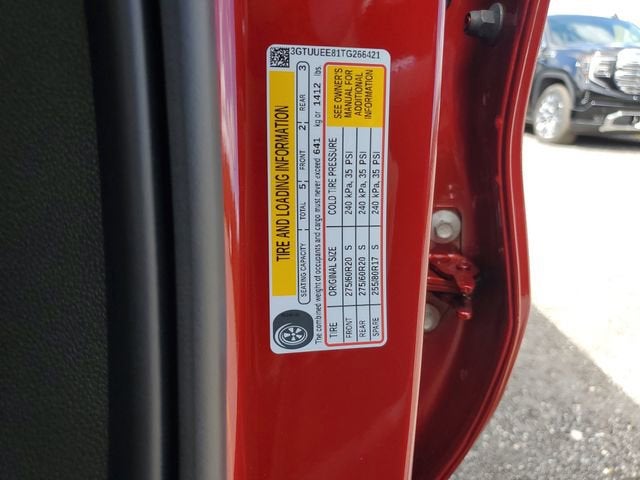 3GTUUEE81TG266421
TIRE AND LOADING INFORMATION
SEATING CAPACITY TOTAL 5 FRONT 2 REAR 3
The combined weight of occupants and cargo must never exceed 641 kg or 1412 lbs.
TIRE ORIGINAL SIZE COLD TIRE PRESSURE
FRONT 275/60R20 S 240 kPa, 35 PSI
REAR 275/60R20 S 240 kPa, 35 PSI
SPARE 255/80R17 S 240 kPa, 35 PSI
SEE OWNER'S
MANUAL FOR
ADDITIONAL
INFORMATION